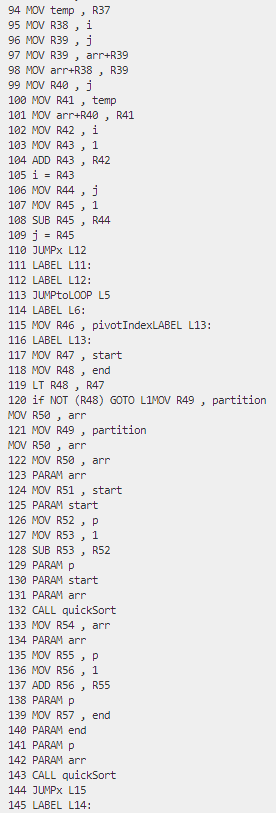 94 MOV temp , R37
95 MOV R38 , i
96 MOV R39 , j
97 MOV R39 , arr+R39
98 MOV arr+R38 , R39
99 MOV R40 , j
100 MOV R41 , temp
101 MOV arr+R40 , R41
102 MOV R42 , i
103 MOV R43 , 1
104 ADD R43 , R42
105 i = R43
106 MOV R44 , j
107 MOV R45 , 1
108 SUB R45 , R44
109 j = R45
110 JUMPx L12
111 LABEL L11:
112 LABEL L12:
113 JUMPtoLOOP L5
114 LABEL L6:
115 MOV R46 , pivotIndexLABEL L13:
116 LABEL L13:
117 MOV R47 , start
118 MOV R48 , end
119 LT R48 , R47
120 if NOT (R48) GOTO L1MOV R49 , partition
MOV R50 , arr
121 MOV R49 , partition
MOV R50 , arr
122 MOV R50 , arr
123 PARAM arr
124 MOV R51 , start
125 PARAM start
126 MOV R52 , p
127 MOV R53 , 1
128 SUB R53 , R52
129 PARAM p
130 PARAM start
131 PARAM arr
132 CALL quickSort
133 MOV R54 , arr
134 PARAM arr
135 MOV R55 , p
136 MOV R56 , 1
137 ADD R56 , R55
138 PARAM p
139 MOV R57 , end
140 PARAM end
141 PARAM p
142 PARAM arr
143 CALL quickSort
144 JUMPx L15
145 LABEL L14: